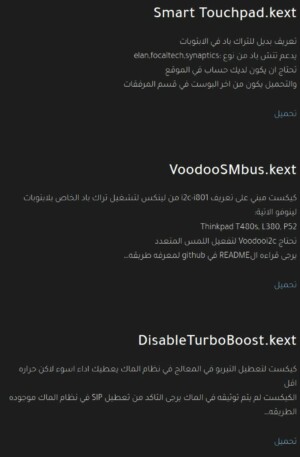 Smart Touchpad.kext
تعريف بديل للتراك باد في الابتوبات
يدعم تتش باد من نوع :elan,focaltech,synaptics
تحتاج ان يكون لديك حساب في الموقع
والتحميل يكون من اخر البوست في قسم المرفقات
تحميل
VoodooSMbus.kext
كيكست مبني على تعريف i2c-i801 من لينكس لتشغيل تراك باد الخاص بلابتوبات
لينوفو الاتية:
Thinkpad T480s, L380, P52
تحتاج Voodooi2c لتفعيل اللمس المتعدد
يرجى قراءه الREADME في github لمعرفه طريقه...
تحميل
DisableTurboBoost.kext
كيكست لتعطيل التيربو في المعالج في نظام الماك يعطيك اداء اسوء لاكن حراره
اقل
الكيكست لم يتم توثيقه في الماك يرجى التاكد من تعطيل SIP في نظام الماك موجوده
الطريقه...
تحميل